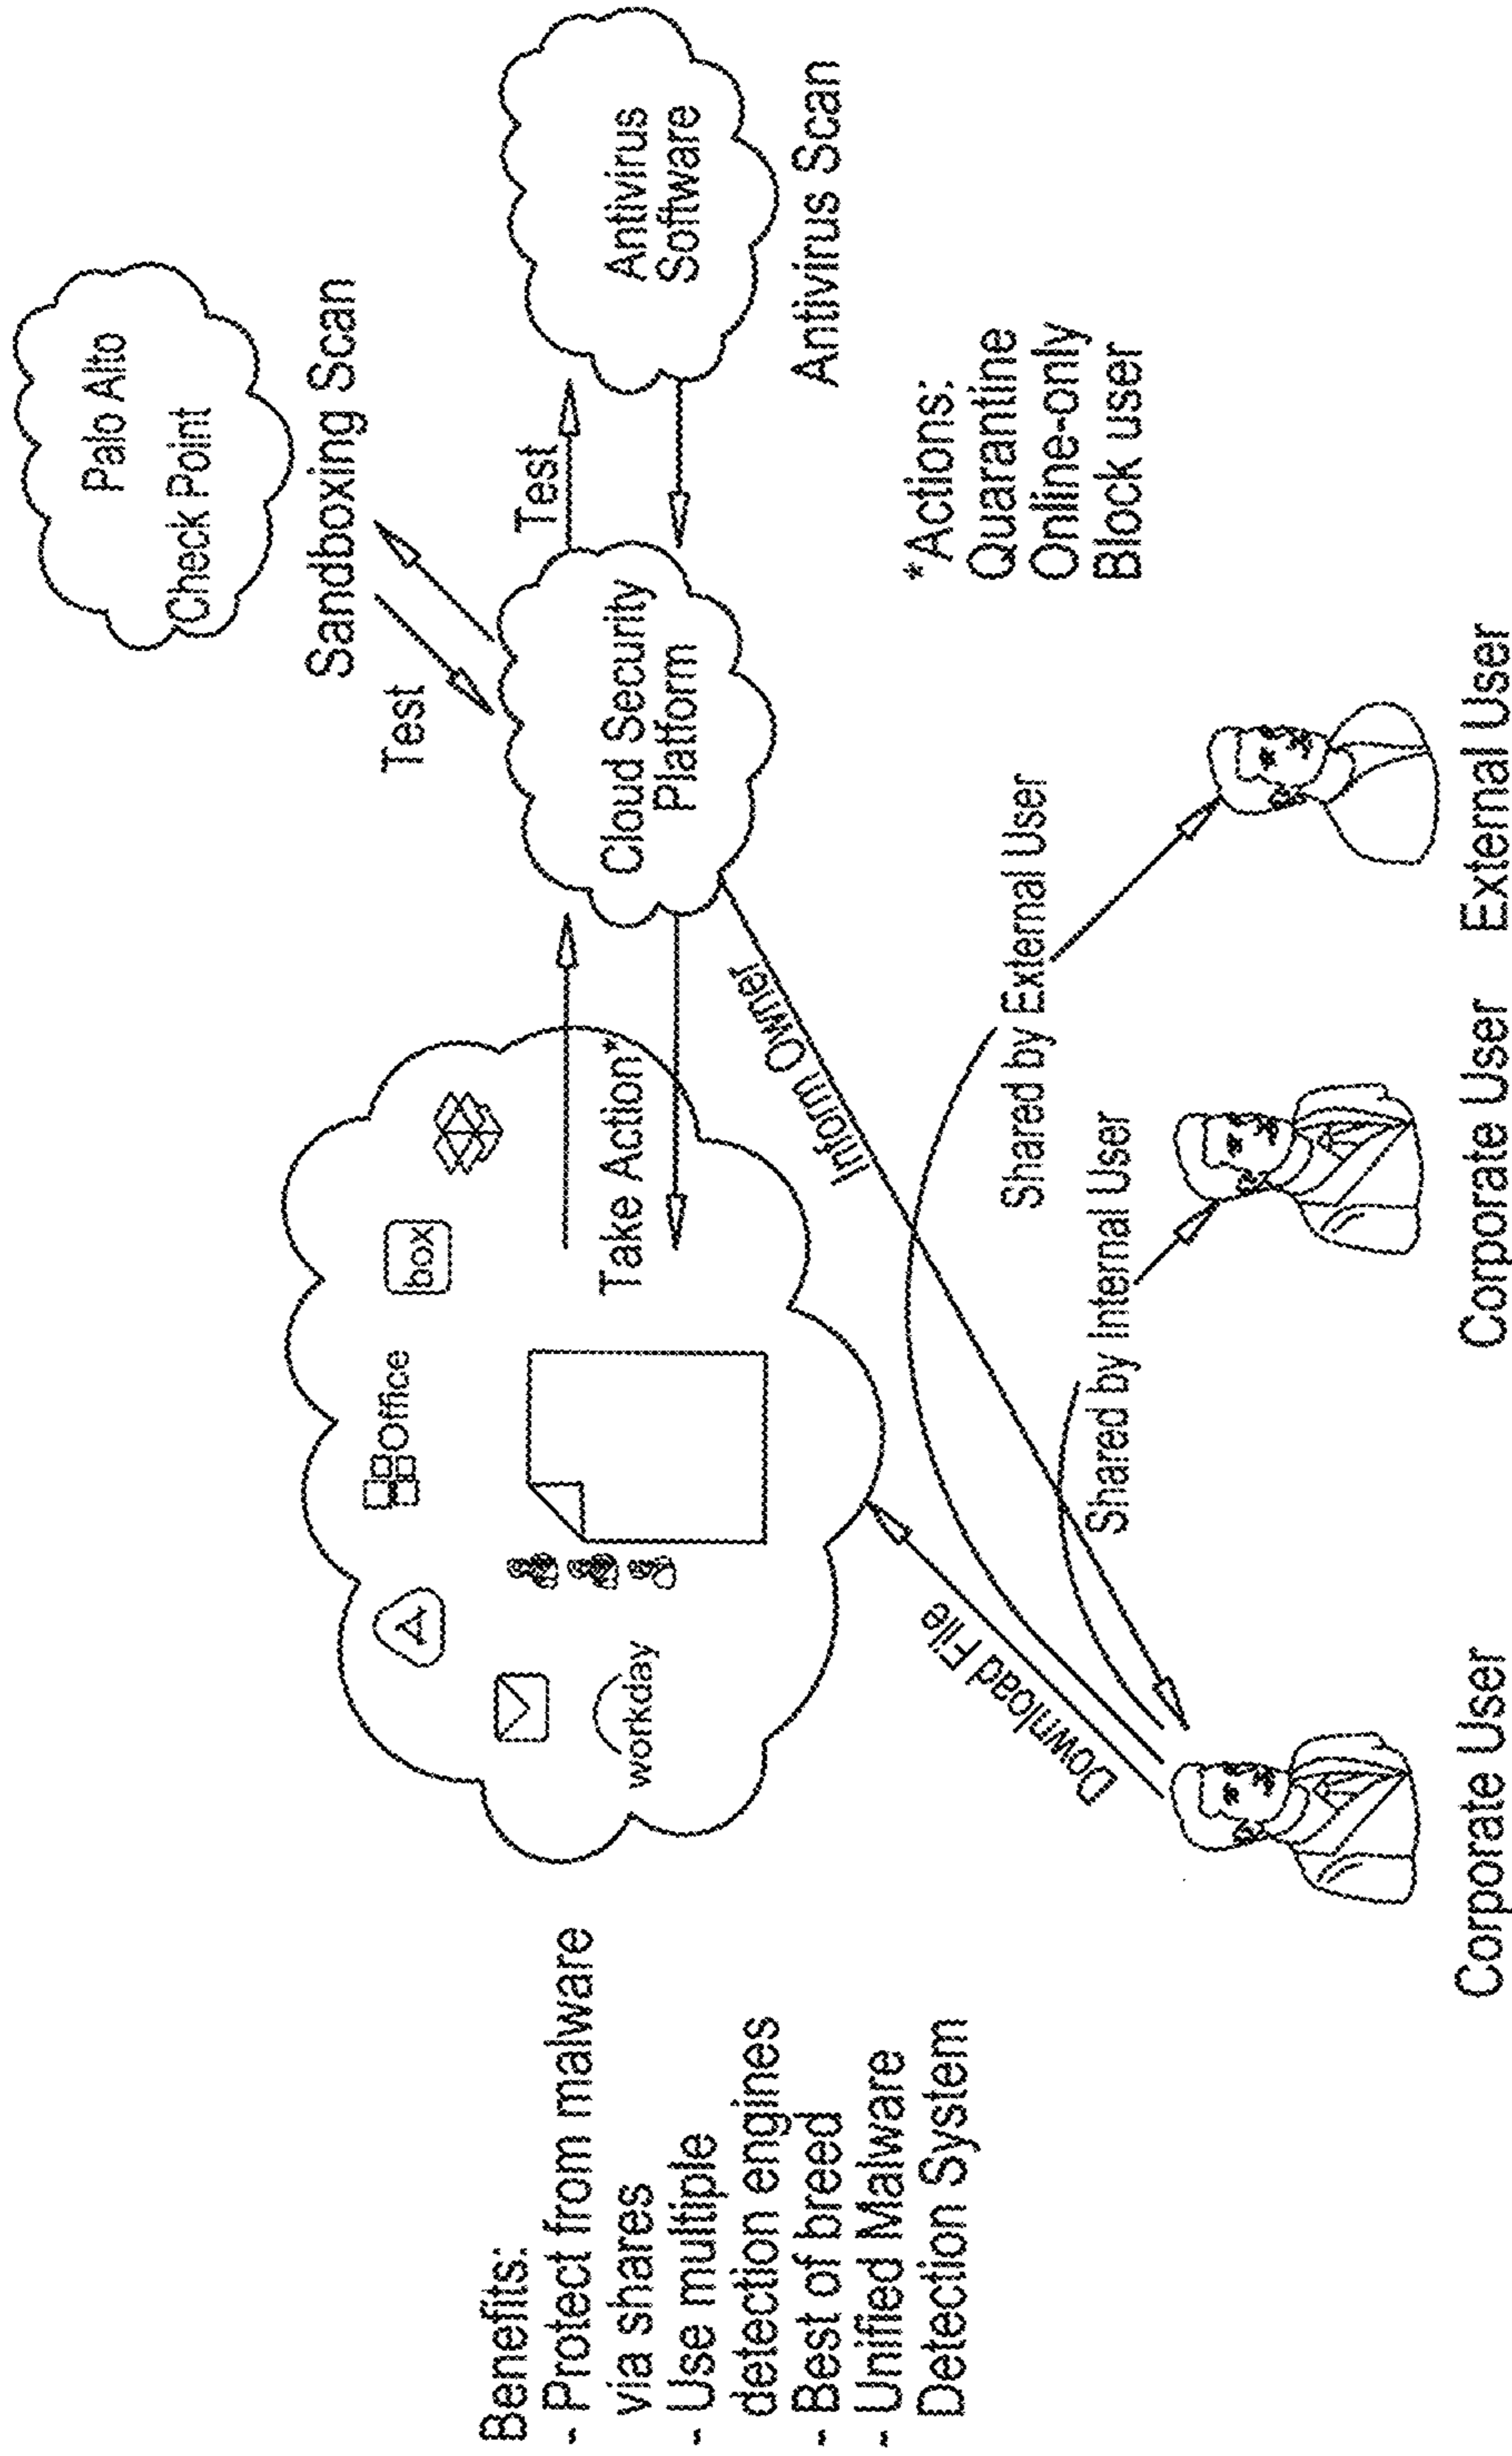 Benefits:
- Protect from malware
via shares
- Use multiple
detection engines
- Best of breed
- Unified Malware
Detection System
Palo Alto
Check Point
Sandboxing Scan
Test
Test
Antivirus
Software
Antivirus Scan
Cloud Security
Platform
Office
box
A
workday
Take Action*
*Actions:
Quarantine
Online-only
Block user
Inform Owner
Download File
Shared by External User
Shared by Internal User
Corporate User
Corporate User
External User